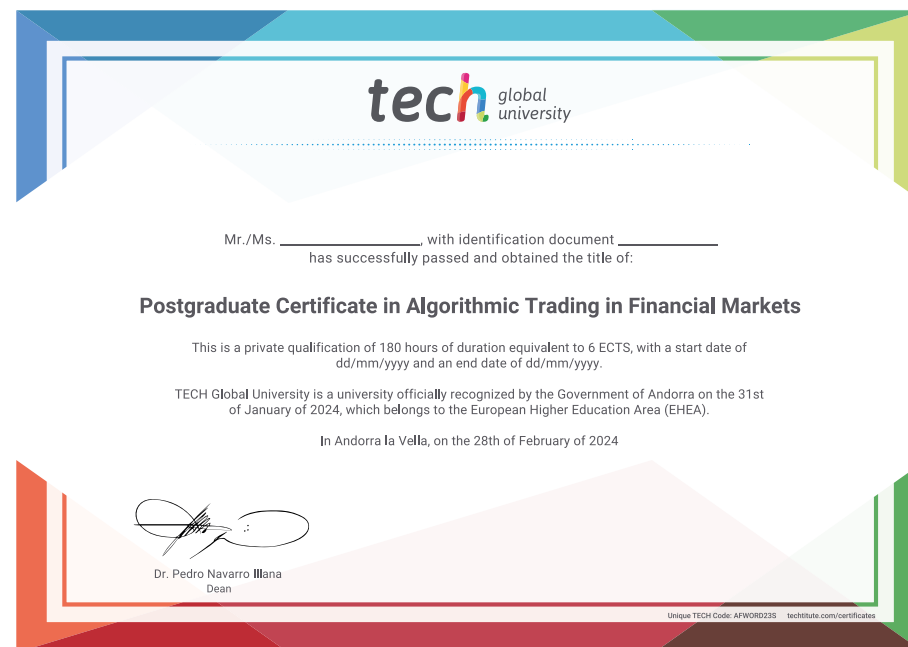 tech global university
Mr./Ms. ____________, with identification document ____________
has successfully passed and obtained the title of:
Postgraduate Certificate in Algorithmic Trading in Financial Markets
This is a private qualification of 180 hours of duration equivalent to 6 ECTS, with a start date of
dd/mm/yyyy and an end date of dd/mm/yyyy.
TECH Global University is a university officially recognized by the Government of Andorra on the 31st
of January of 2024, which belongs to the European Higher Education Area (EHEA).
In Andorra la Vella, on the 28th of February of 2024
Dr. Pedro Navarro Illana
Dean
Unique TECH Code: AFWORD23S techtitute.com/certificates